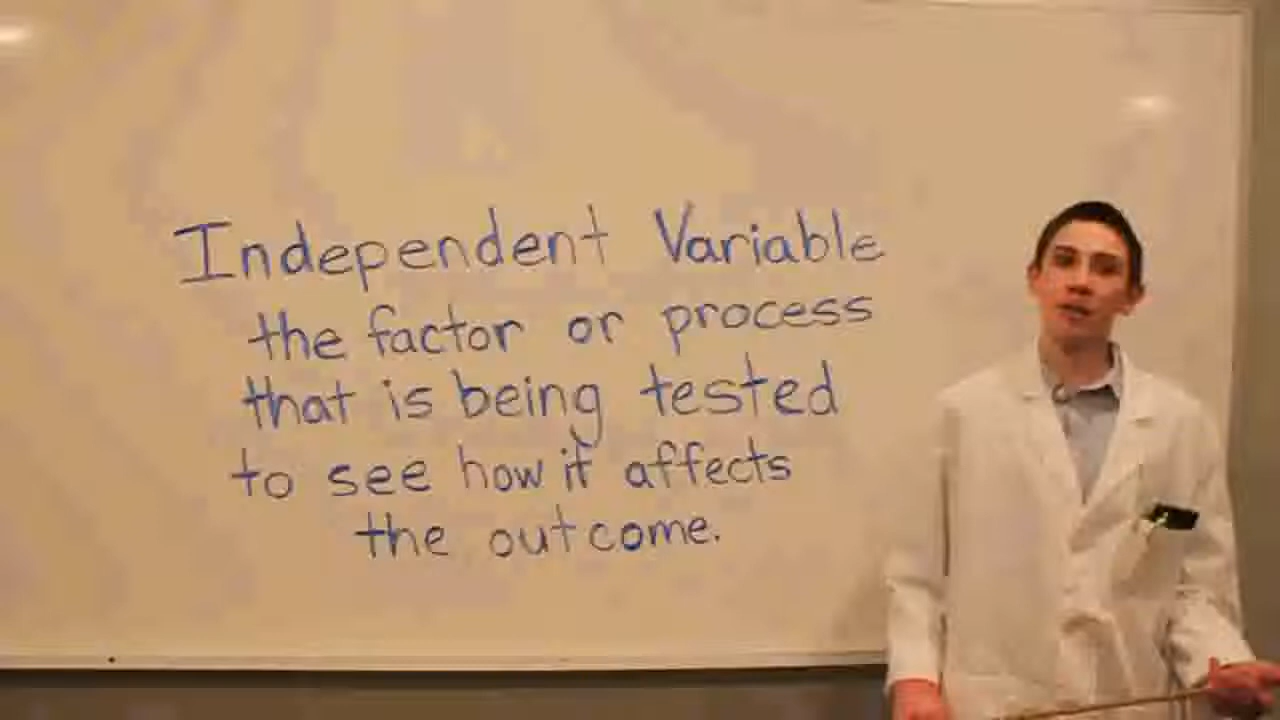 Independent Variable
the factor or process
that is being tested
to see how it affects
the outcome.